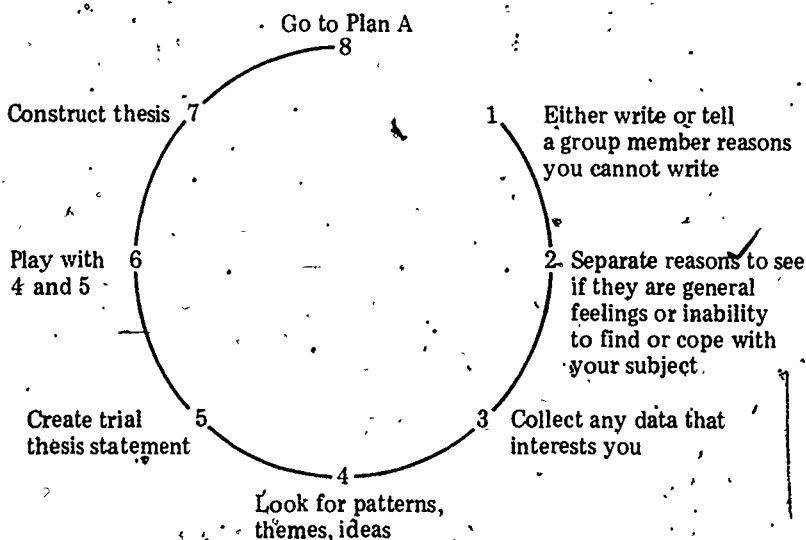 Go to Plan A
8
1 Either write or tell
a group member reasons
you cannot write
2 Separate reasons to see
if they are general
feelings or inability
to find or cope with
your subject.
3 Collect any data that
interests you
4
Look for patterns,
themes, ideas
Create trial 5
thesis statement
Play with 6
4 and 5
Construct thesis 7